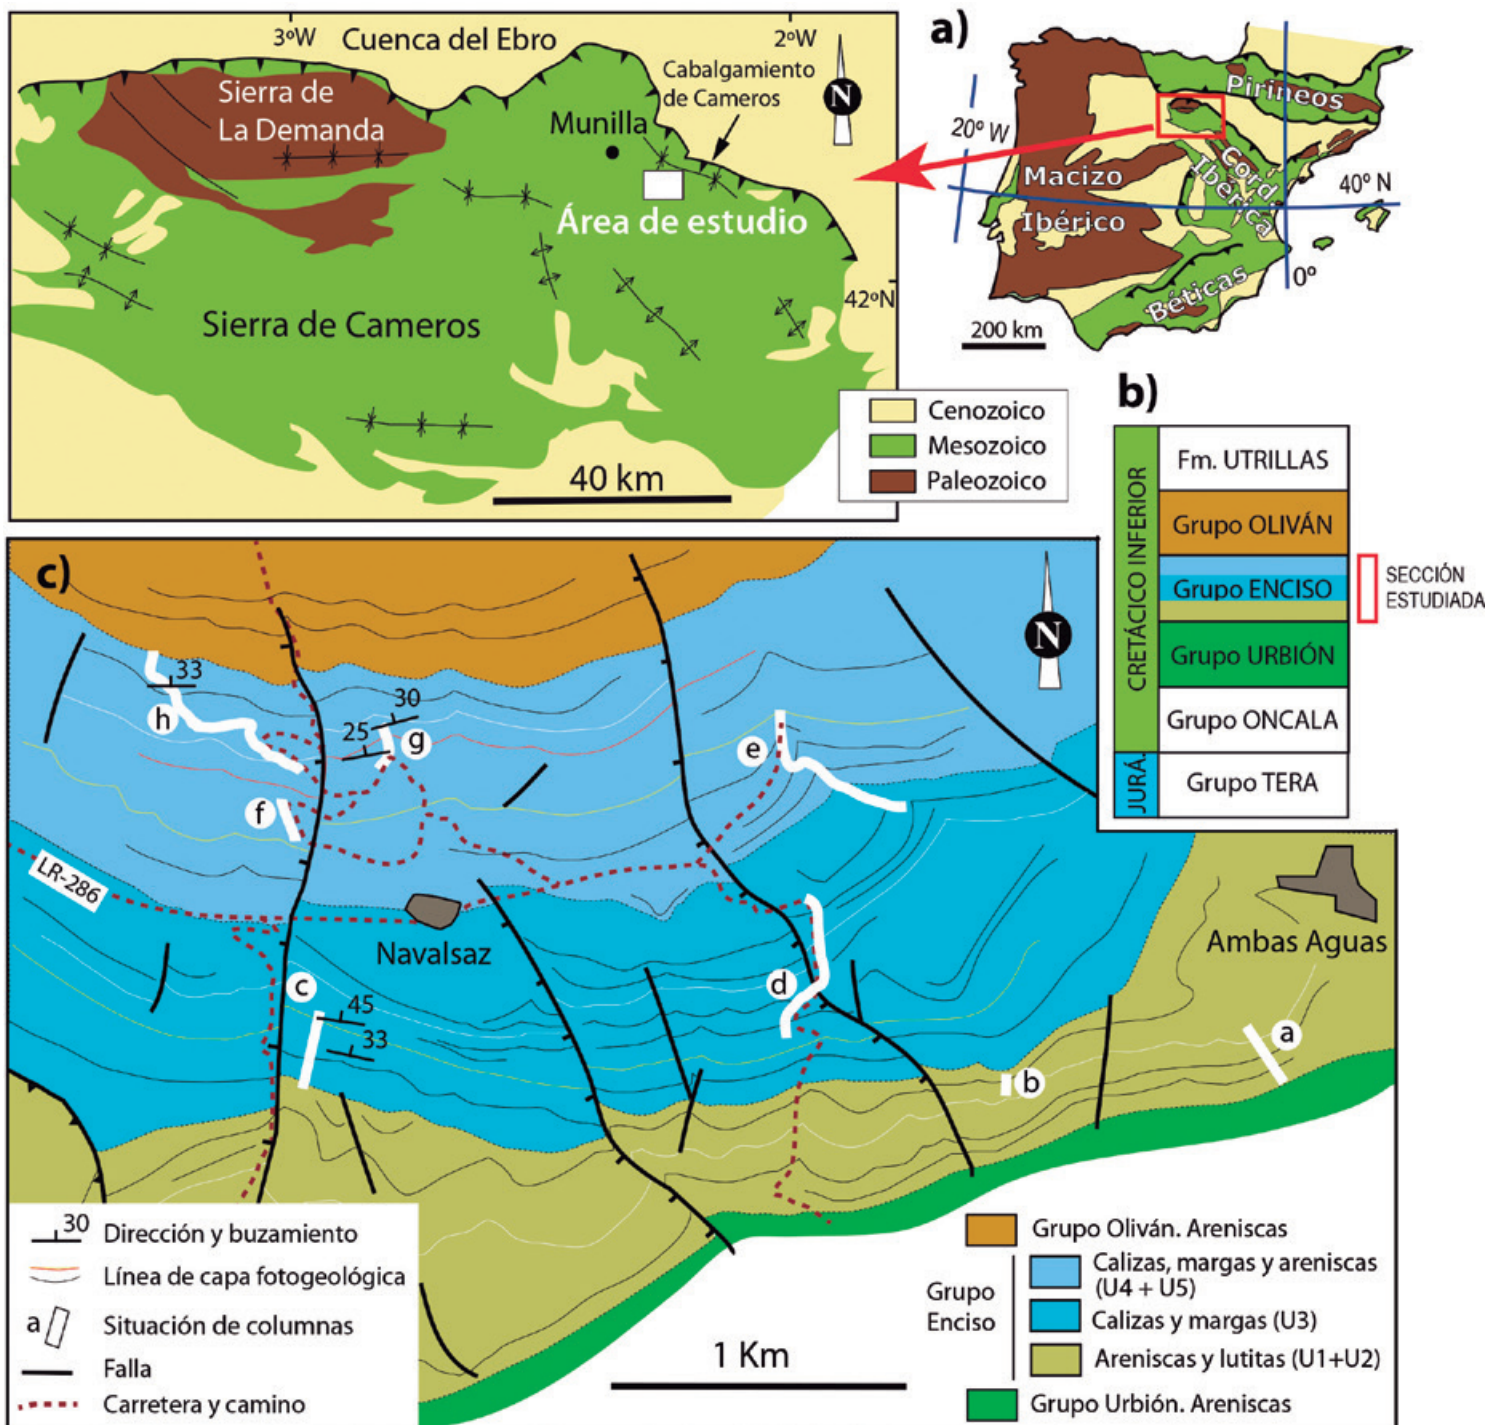 a)
3ºW
Cuenca del Ebro
2ºW
Cabalgamiento
de Cameros
N
Sierra de
La Demanda
Munilla
Área de estudio
42ºN
Sierra de Cameros
40 km
Pirineos
20º W
Macizo
Ibérico
Cord
Ibérica
40º N
0º
Béticas
200 km
Cenozoico
Mesozoico
Paleozoico
b)
CRETÁCICO INFERIOR
JURÁ.
Fm. UTRILLAS
Grupo OLIVÁN
Grupo ENCISO
Grupo URBIÓN
Grupo ONCALA
Grupo TERA
SECCIÓN
ESTUDIADA
c)
N
33
h
30
25
g
e
f
LR-286
Navalsaz
Ambas Aguas
c
45
33
d
a
b
30
Dirección y buzamiento
Línea de capa fotogeológica
a
Situación de columnas
Falla
Carretera y camino
1 Km
Grupo Oliván. Areniscas
Grupo
Enciso
Calizas, margas y areniscas
(U4 + U5)
Calizas y margas (U3)
Areniscas y lutitas (U1+U2)
Grupo Urbión. Areniscas